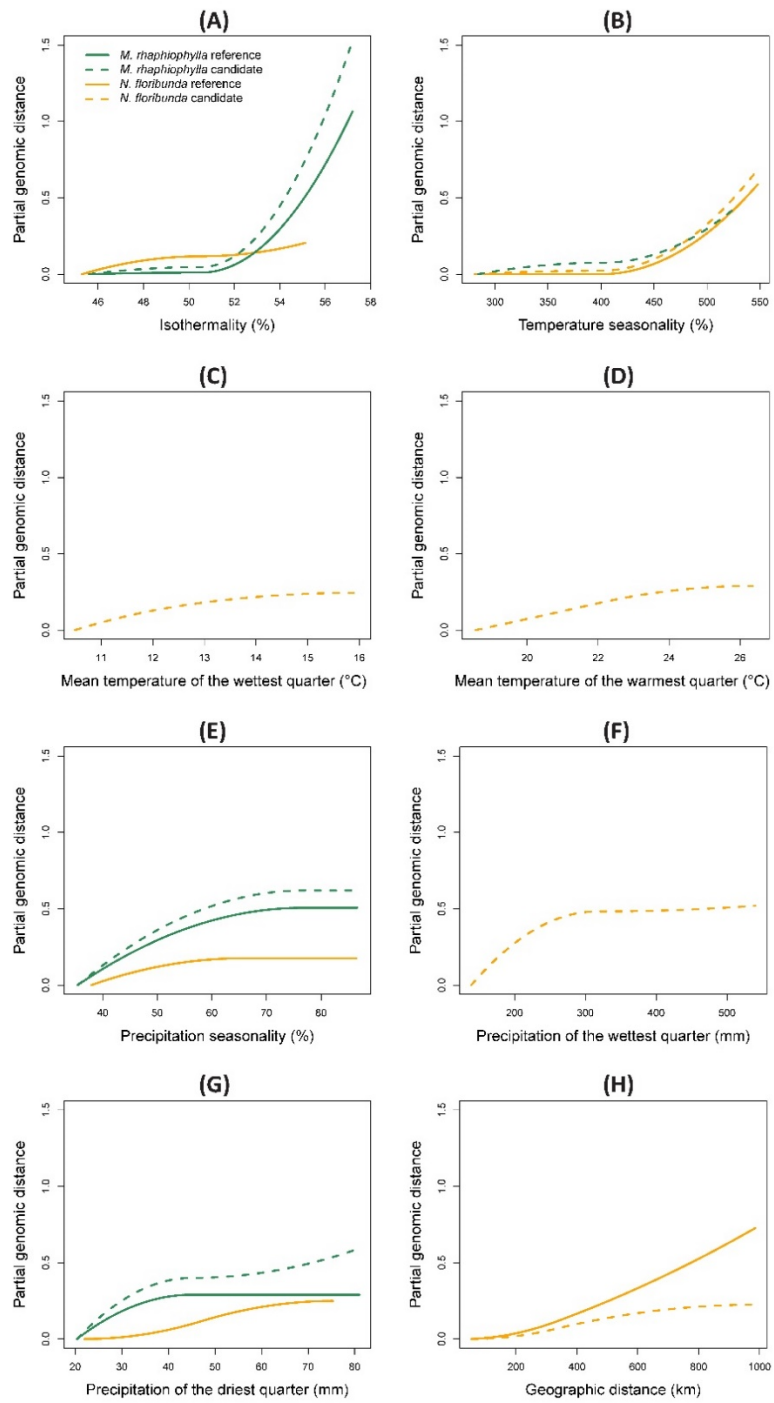 (A)
M. rhaphiophylla reference
M. rhaphiophylla candidate
N. floribunda reference
N. floribunda candidate
Partial genomic distance
0.0 0.5 1.0 1.5
46 48 50 52 54 56 58
Isothermality (%)
(B)
Partial genomic distance
0.0 0.5 1.0 1.5
300 350 400 450 500 550
Temperature seasonality (%)
(C)
Partial genomic distance
0.0 0.5 1.0 1.5
11 12 13 14 15 16
Mean temperature of the wettest quarter (°C)
(D)
Partial genomic distance
0.0 0.5 1.0 1.5
20 22 24 26
Mean temperature of the warmest quarter (°C)
(E)
Partial genomic distance
0.0 0.5 1.0 1.5
40 50 60 70 80
Precipitation seasonality (%)
(F)
Partial genomic distance
0.0 0.5 1.0 1.5
200 300 400 500
Precipitation of the wettest quarter (mm)
(G)
Partial genomic distance
0.0 0.5 1.0 1.5
20 30 40 50 60 70 80
Precipitation of the driest quarter (mm)
(H)
Partial genomic distance
0.0 0.5 1.0 1.5
200 400 600 800 1000
Geographic distance (km)